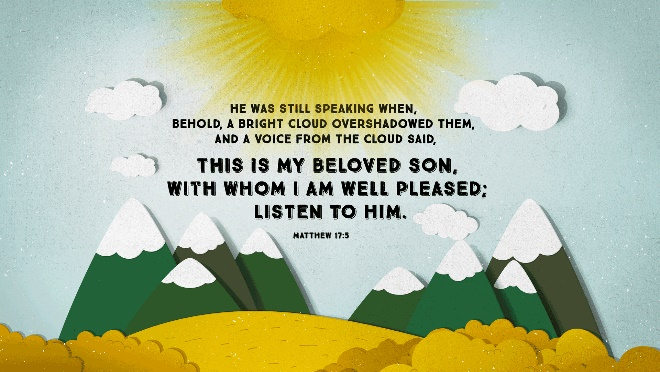 HE WAS STILL SPEAKING WHEN,
BEHOLD, A BRIGHT CLOUD OVERSHADOWED THEM,
AND A VOICE FROM THE CLOUD SAID,
THIS IS MY BELOVED SON,
WITH WHOM I AM WELL PLEASED;
LISTEN TO HIM.
MATTHEW 17:5